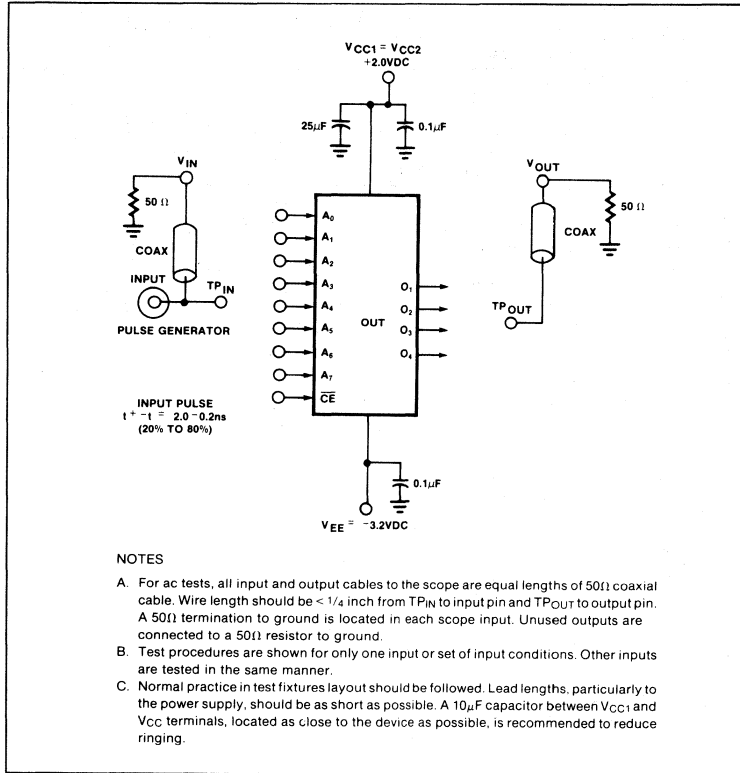 VCC1 = VCC2
+2.0VDC
25µF
0.1µF
VIN
50 Ω
COAX
INPUT
TPIN
PULSE GENERATOR
INPUT PULSE
t+ -t = 2.0 -0.2ns
(20% TO 80%)
A0
A1
A2
A3
A4
A5
A6
A7
CE
OUT
O1
O2
O3
O4
VOUT
50 Ω
COAX
TPOUT
0.1µF
VEE = -3.2VDC
NOTES
A. For ac tests, all input and output cables to the scope are equal lengths of 50Ω coaxial
cable. Wire length should be < 1/4 inch from TPIN to input pin and TPOUT to output pin.
A 50Ω termination to ground is located in each scope input. Unused outputs are
connected to a 50Ω resistor to ground.
B. Test procedures are shown for only one input or set of input conditions. Other inputs
are tested in the same manner.
C. Normal practice in test fixtures layout should be followed. Lead lengths, particularly to
the power supply, should be as short as possible. A 10µF capacitor between VCC1 and
VCC terminals, located as close to the device as possible, is recommended to reduce
ringing.